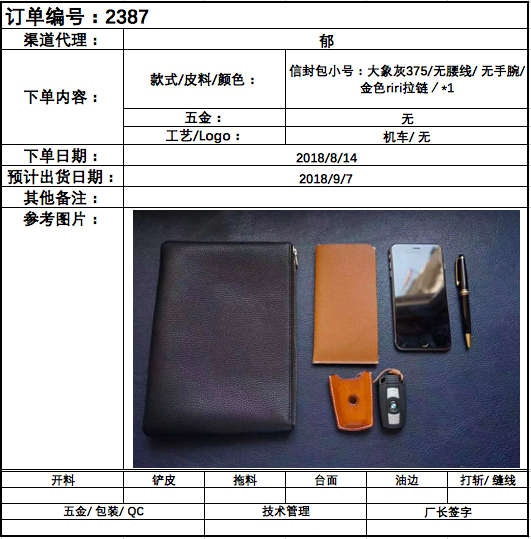 订单编号：2387
渠道代理：
郁
下单内容：
款式/皮料/颜色：
信封包小号：大象灰375/无腰线/ 无手腕/
金色riri拉链 / *1
五金：
无
工艺/Logo：
机车/ 无
下单日期：
2018/8/14
预计出货日期：
2018/9/7
其他备注：
参考图片：
开料 铲皮 拖料 台面 油边 打斩/ 缝线
五金/ 包装/ QC 技术管理 厂长签字